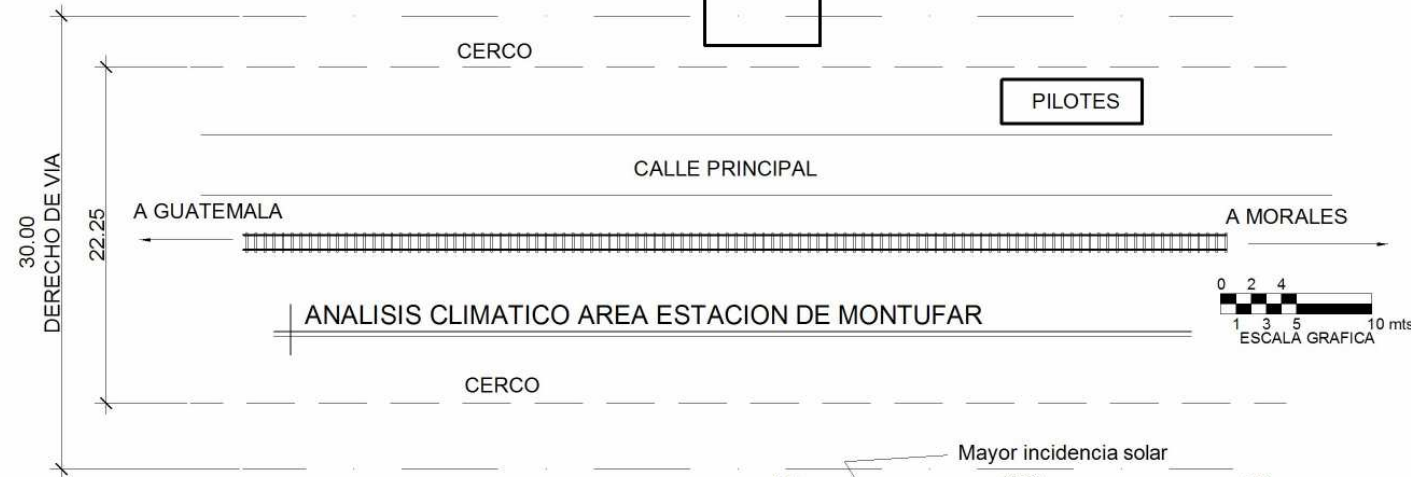 CERCO
PILOTES
CALLE PRINCIPAL
A GUATEMALA
A MORALES
30.00
DERECHO DE VIA
22.25
ANALISIS CLIMATICO AREA ESTACION DE MONTUFAR
0 2 4
1 3 5 10 mts
ESCALA GRAFICA
CERCO
Mayor incidencia solar